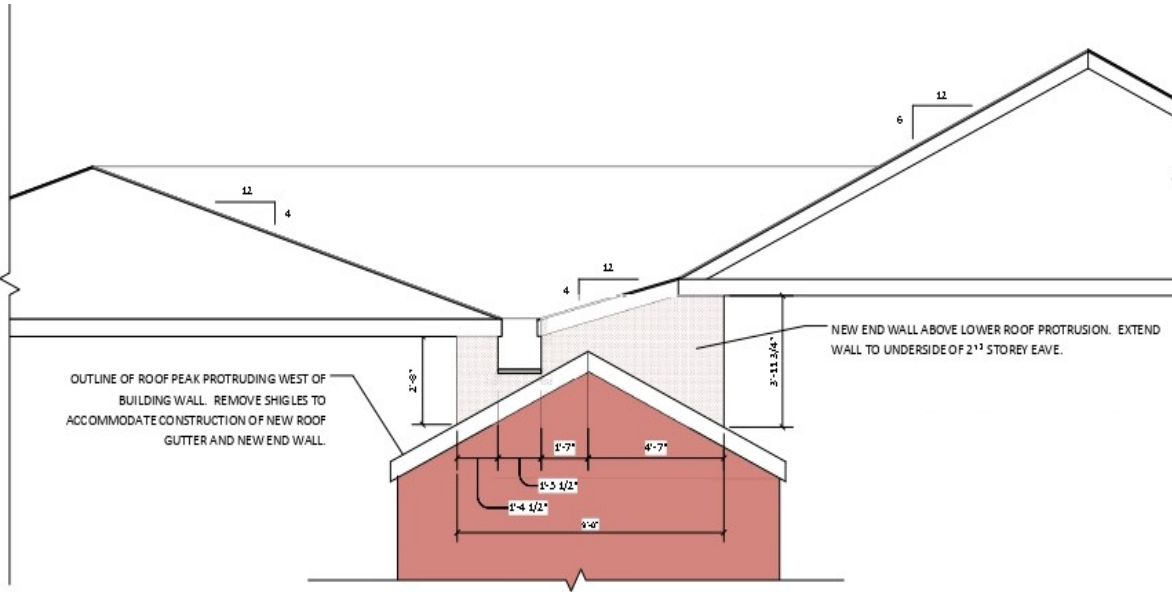 12
6
12
4
12
4
NEW END WALL ABOVE LOWER ROOF PROTRUSION. EXTEND
WALL TO UNDERSIDE OF STOREY EAVE.
3'-11 3/4"
2'-8"
OUTLINE OF ROOF PEAK PROTRUDING WEST OF
BUILDING WALL. REMOVE SHIGLES TO
ACCOMMODATE CONSTRUCTION OF NEW ROOF
GUTTER AND NEW END WALL.
1'-7"
4'-7"
1'-5 1/2"
1'-4 1/2"